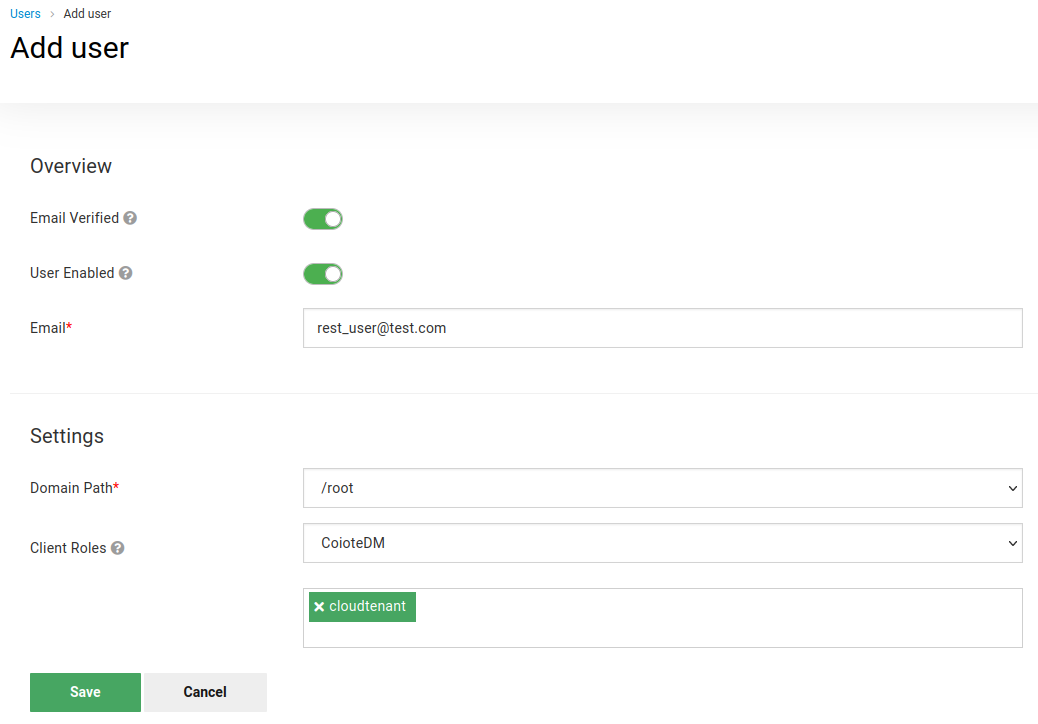 Users › Add user
Add user
Overview
Email Verified ?
User Enabled ?
Email* rest_user@test.com
Settings
Domain Path* /root
Client Roles ? CoioteDM
× cloudtenant
Save Cancel